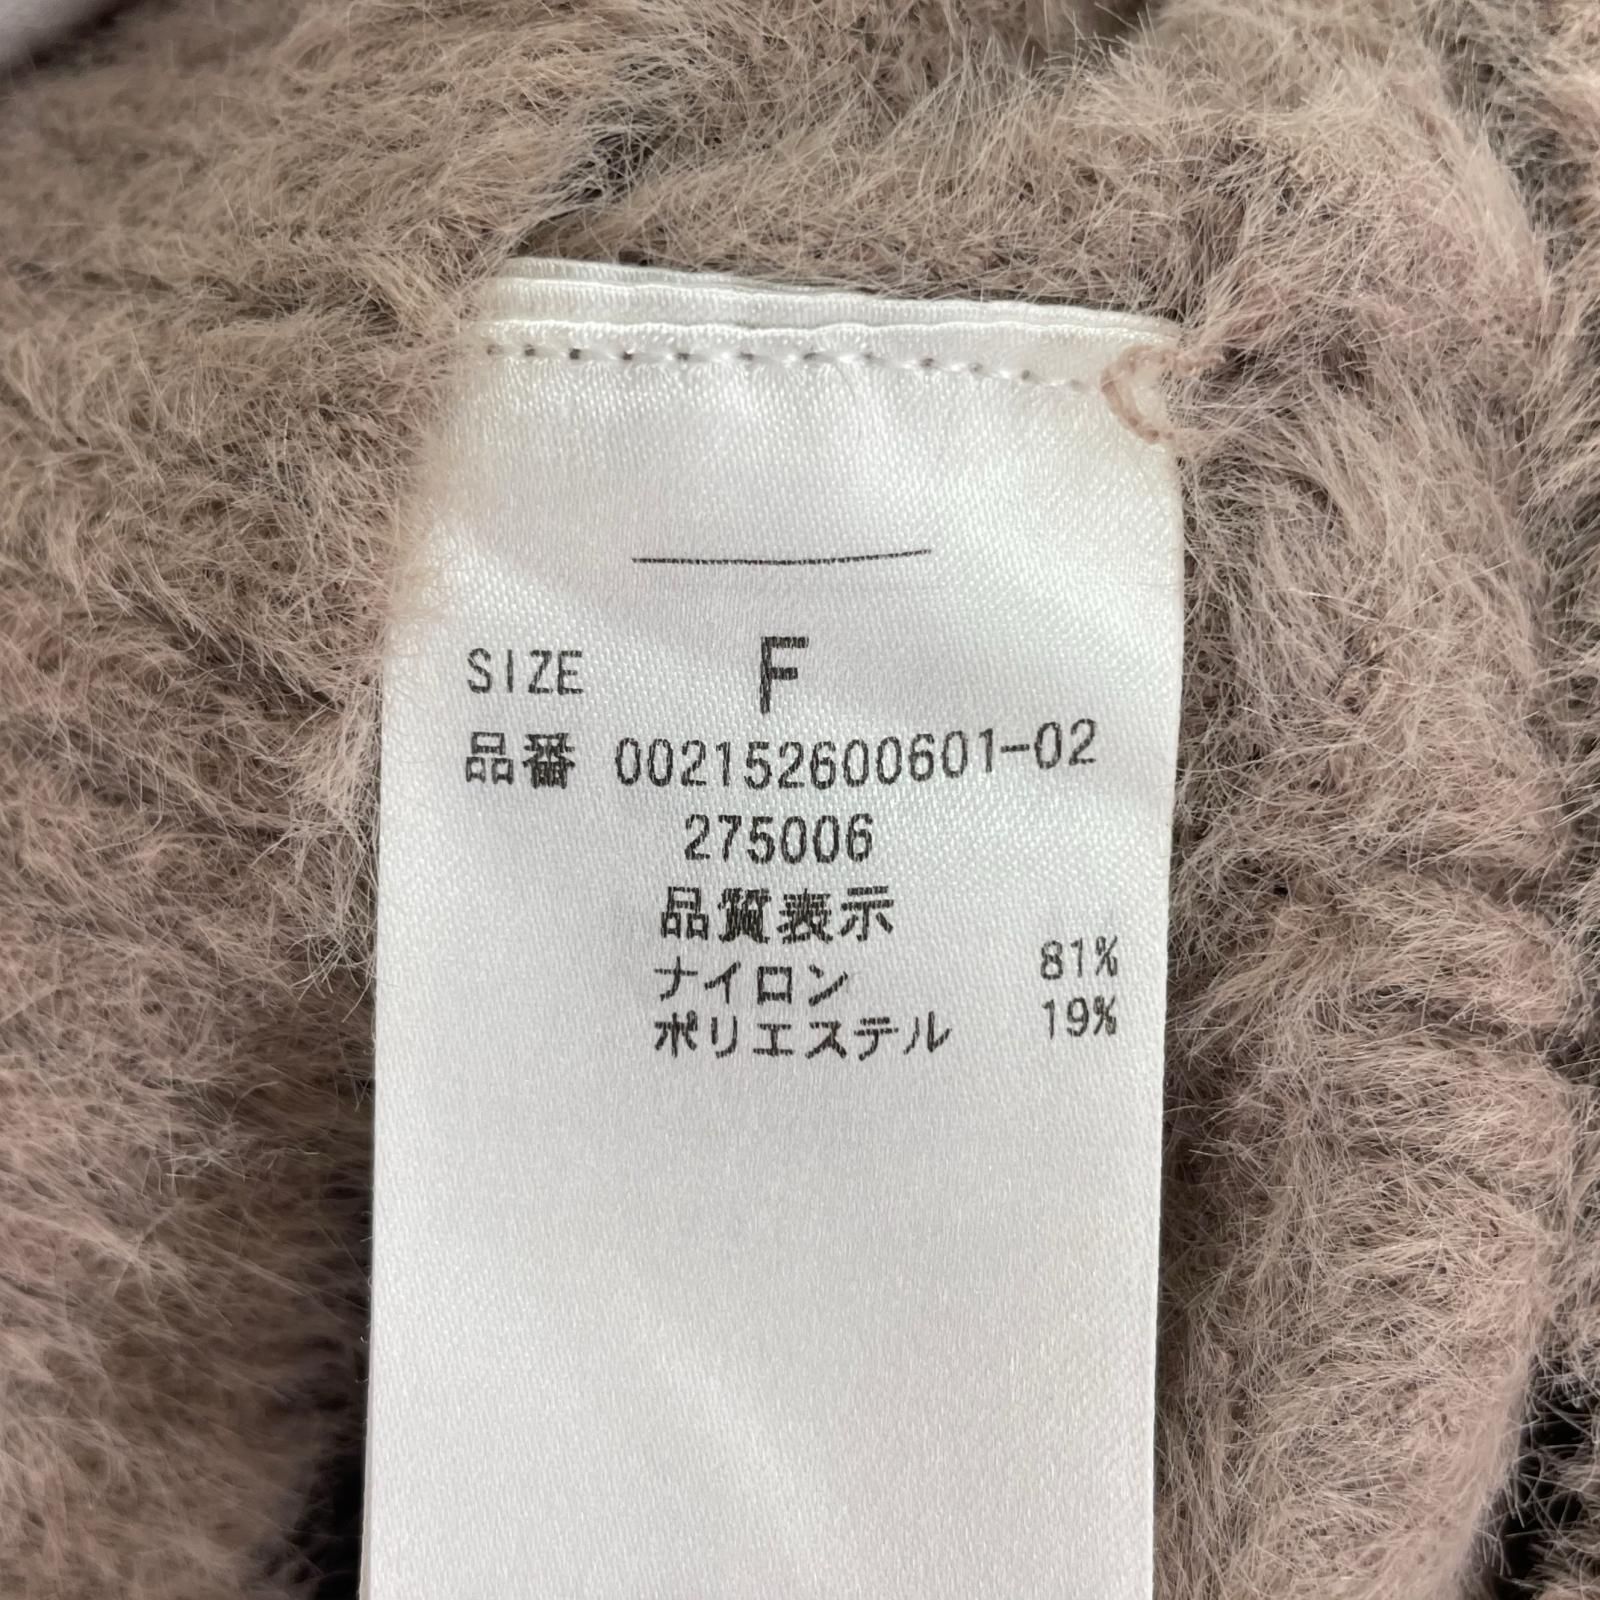 SIZE F
品番 002152600601-02
275006
品質表示
ナイロン 81%
ポリエステル 19%